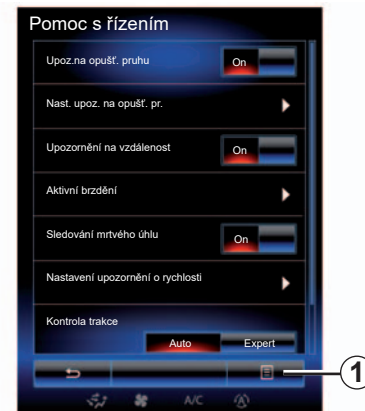 Pomoc s řízením
Upoz.na opušť. pruhu
On
Nast. upoz. na opušť. pr.
Upozornění na vzdálenost
On
Aktivní brzdění
Sledování mrtvého úhlu
On
Nastavení upozornění o rychlosti
Kontrola trakce
Auto
Expert
1
A/C
A